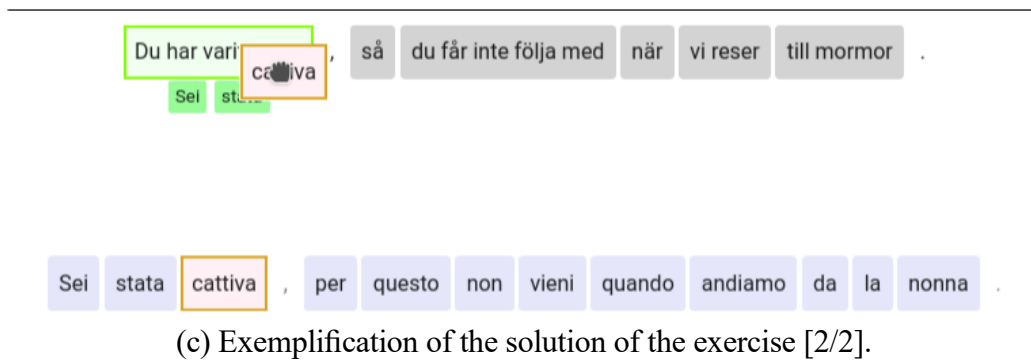 Du har vari , så du får inte följa med när vi reser till mormor .
Sei
Sei stata cattiva , per questo non vieni quando andiamo da la nonna .
(c) Exemplification of the solution of the exercise [2/2].